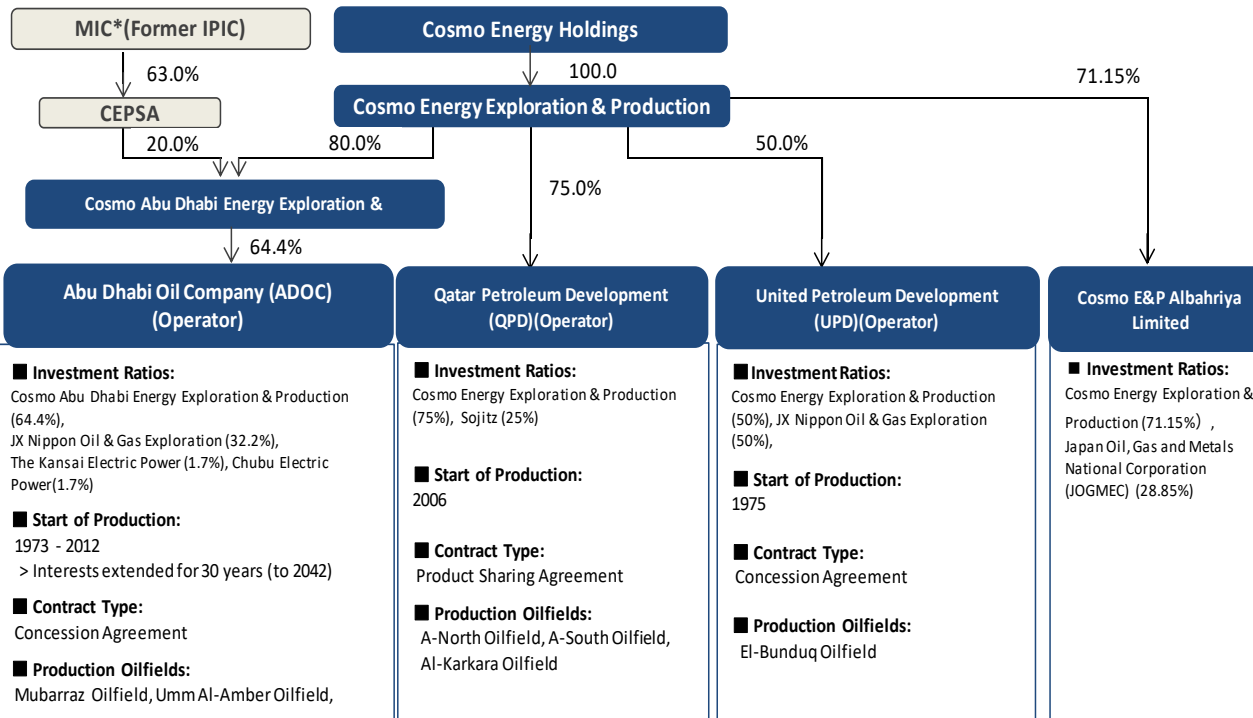 MIC*(Former IPIC)
Cosmo Energy Holdings
63.0%
100.0
71.15%
CEPSA
Cosmo Energy Exploration & Production
20.0%
80.0%
50.0%
75.0%
Cosmo Abu Dhabi Energy Exploration &
64.4%
Abu Dhabi Oil Company (ADOC)
(Operator)
■ Investment Ratios:
Cosmo Abu Dhabi Energy Exploration & Production
(64.4%),
JX Nippon Oil & Gas Exploration (32.2%),
The Kansai Electric Power (1.7%), Chubu Electric
Power(1.7%)
■ Start of Production:
1973 - 2012
> Interests extended for 30 years (to 2042)
■ Contract Type:
Concession Agreement
■ Production Oilfields:
Mubarraz Oilfield, Umm Al-Amber Oilfield,
Qatar Petroleum Development
(QPD)(Operator)
■ Investment Ratios:
Cosmo Energy Exploration & Production
(75%), Sojitz (25%)
■ Start of Production:
2006
■ Contract Type:
Product Sharing Agreement
■ Production Oilfields:
A-North Oilfield, A-South Oilfield,
Al-Karkara Oilfield
United Petroleum Development
(UPD)(Operator)
■ Investment Ratios:
Cosmo Energy Exploration & Production
(50%), JX Nippon Oil & Gas Exploration
(50%),
■ Start of Production:
1975
■ Contract Type:
Concession Agreement
■ Production Oilfields:
El-Bunduq Oilfield
Cosmo E&P Albahriya
Limited
■ Investment Ratios:
Cosmo Energy Exploration &
Production (71.15%) ,
Japan Oil, Gas and Metals
National Corporation
(JOGMEC) (28.85%)